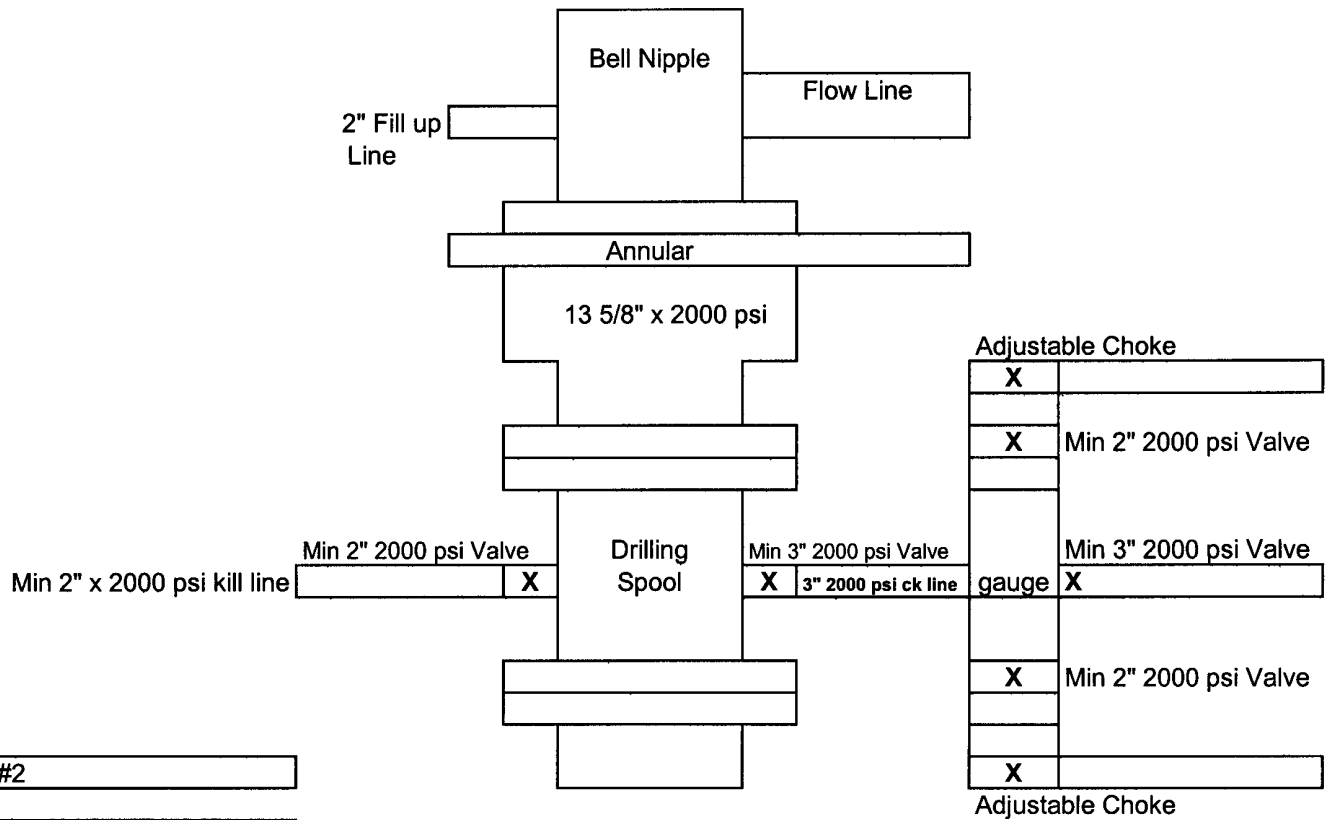 Bell Nipple
Flow Line
2" Fill up
Line
Annular
13 5/8" x 2000 psi
Adjustable Choke
X
X Min 2" 2000 psi Valve
Min 2" 2000 psi Valve
Drilling
Spool
Min 3" 2000 psi Valve
Min 3" 2000 psi Valve
Min 2" x 2000 psi kill line
X
X
3" 2000 psi ck line
gauge
X
X Min 2" 2000 psi Valve
#2
X
Adjustable Choke